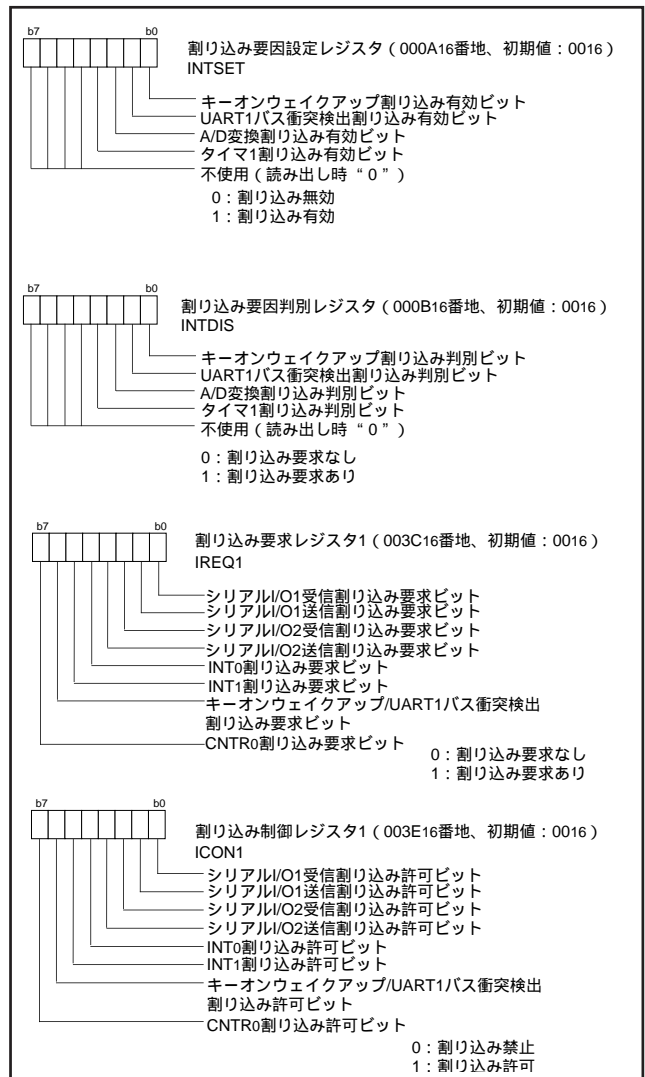 b7 b0
割り込み要因設定レジスタ（000A16番地、初期値：0016）
INTSET
キーオンウェイクアップ割り込み有効ビット
UART1バス衝突検出割り込み有効ビット
A/D変換割り込み有効ビット
タイマ1割り込み有効ビット
不使用（読み出し時“0”）
0：割り込み無効
1：割り込み有効
b7 b0
割り込み要因判別レジスタ（000B16番地、初期値：0016）
INTDIS
キーオンウェイクアップ割り込み判別ビット
UART1バス衝突検出割り込み判別ビット
A/D変換割り込み判別ビット
タイマ1割り込み判別ビット
不使用（読み出し時“0”）
0：割り込み要求なし
1：割り込み要求あり
b7 b0
割り込み要求レジスタ1（003C16番地、初期値：0016）
IREQ1
シリアルI/O1受信割り込み要求ビット
シリアルI/O1送信割り込み要求ビット
シリアルI/O2受信割り込み要求ビット
シリアルI/O2送信割り込み要求ビット
INT0割り込み要求ビット
INT1割り込み要求ビット
キーオンウェイクアップ/UART1バス衝突検出
割り込み要求ビット
CNTR0割り込み要求ビット
0：割り込み要求なし
1：割り込み要求あり
b7 b0
割り込み制御レジスタ1（003E16番地、初期値：0016）
ICON1
シリアルI/O1受信割り込み許可ビット
シリアルI/O1送信割り込み許可ビット
シリアルI/O2受信割り込み許可ビット
シリアルI/O2送信割り込み許可ビット
INT0割り込み許可ビット
INT1割り込み許可ビット
キーオンウェイクアップ/UART1バス衝突検出
割り込み許可ビット
CNTR0割り込み許可ビット
0：割り込み禁止
1：割り込み許可